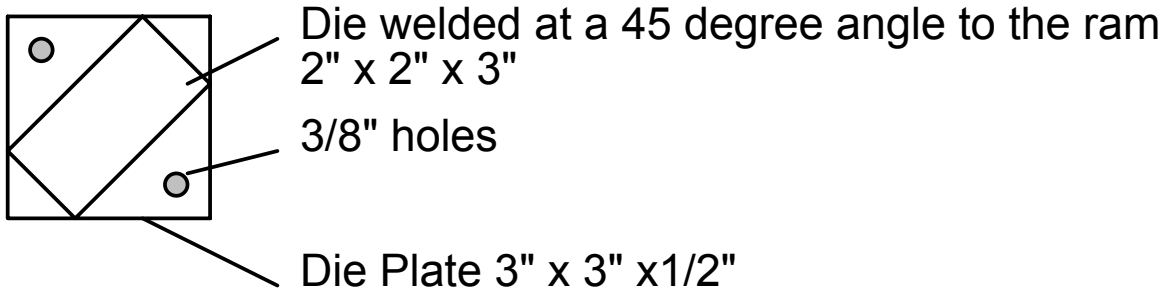 Die welded at a 45 degree angle to the ram
2" x 2" x 3"
3/8" holes
Die Plate 3" x 3" x1/2"